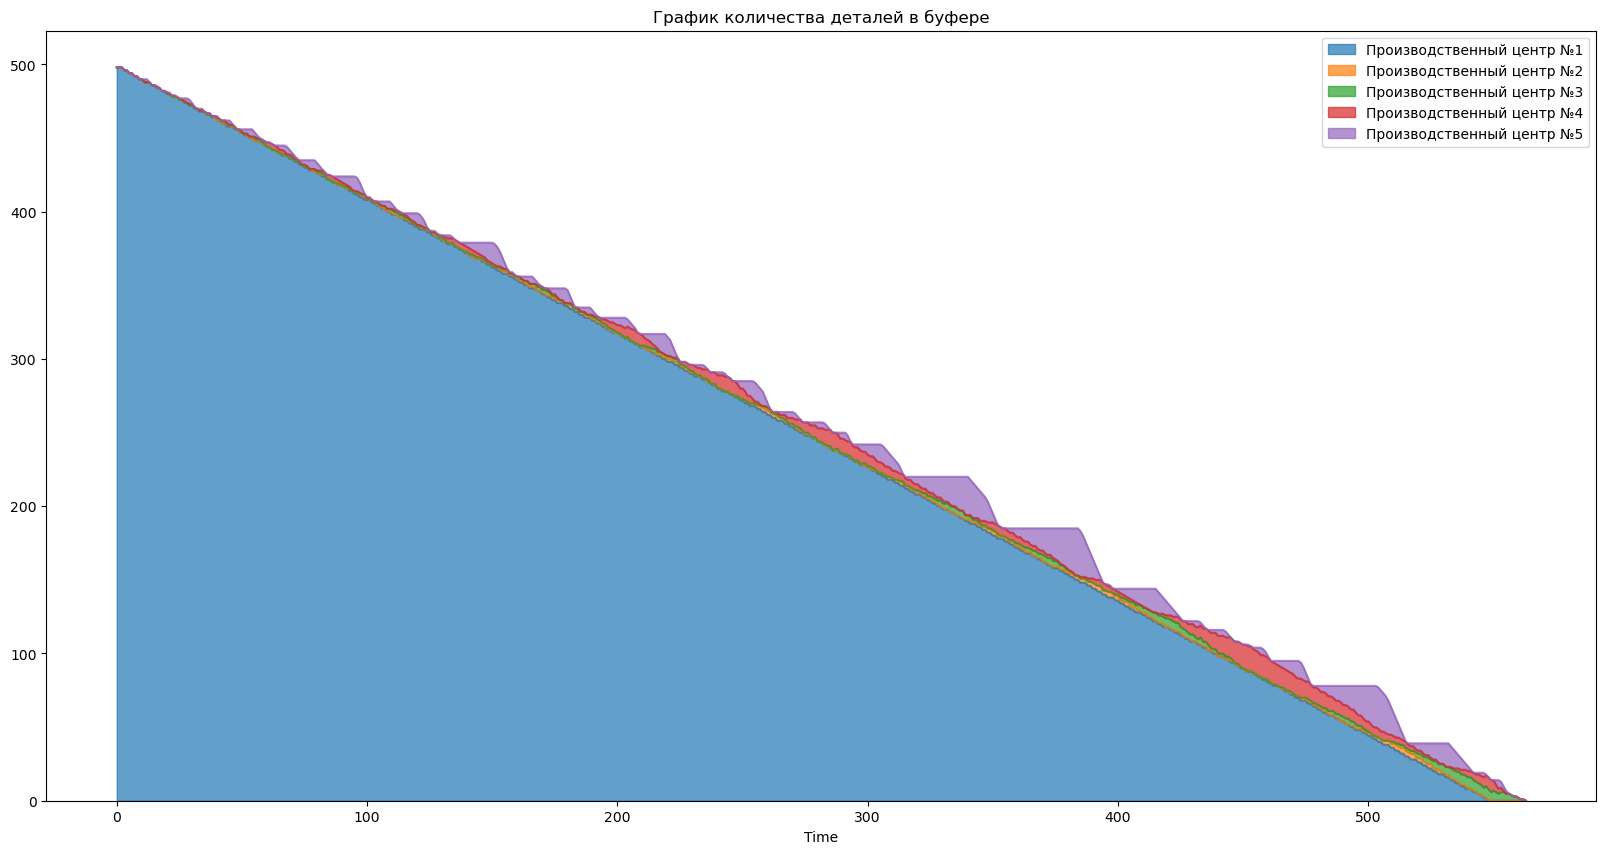 График количества деталей в буфере
Производственный центр №1
Производственный центр №2
Производственный центр №3
Производственный центр №4
Производственный центр №5
500
400
300
200
100
0
0 100 200 300 400 500
Time